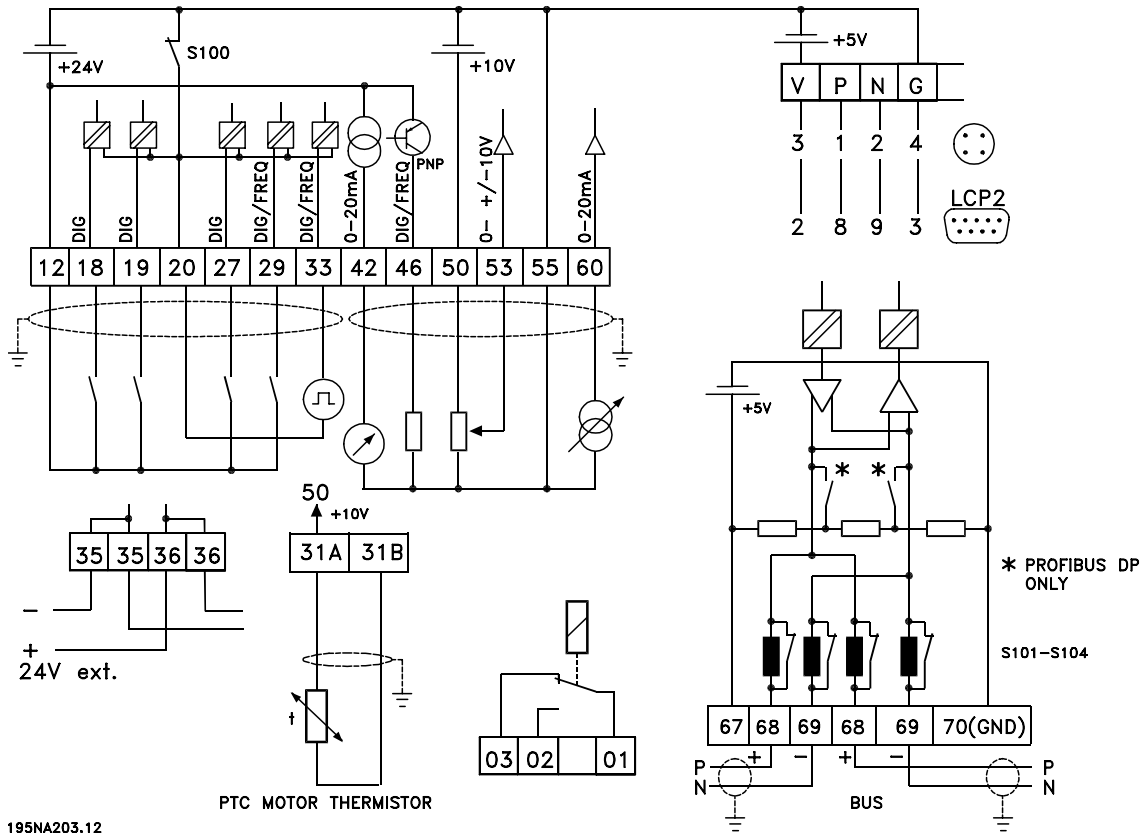 +24V
S100
+10V
+5V
V P N G
3 1 2 4
PNP
DIG
DIG
DIG
DIG/FREQ
DIG/FREQ
0-20mA
DIG/FREQ
0- +/-10V
0-20mA
LCP2
2 8 9 3
12 18 19 20 27 29 33 42 46 50 53 55 60
+5V
* *
50
+10V
35 35 36 36
31A 31B
* PROFIBUS DP
ONLY
-
+
24V ext.
S101-S104
t
67 68 69 68 69 70(GND)
03 02 01
+ - + -
P P
N N
BUS
PTC MOTOR THERMISTOR
195NA203.12